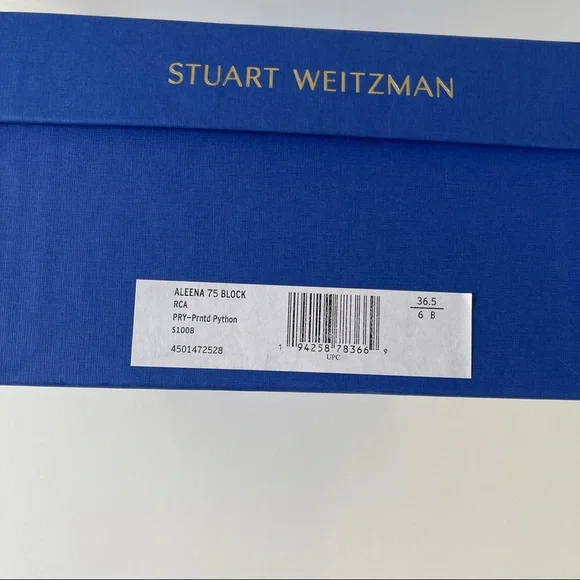 STUART WEITZMAN
ALEENA 75 BLOCK
RCA
PRY-Prntd Python
S1008
4501472528
1 94258 78366 9
UPC
36.5
6 B